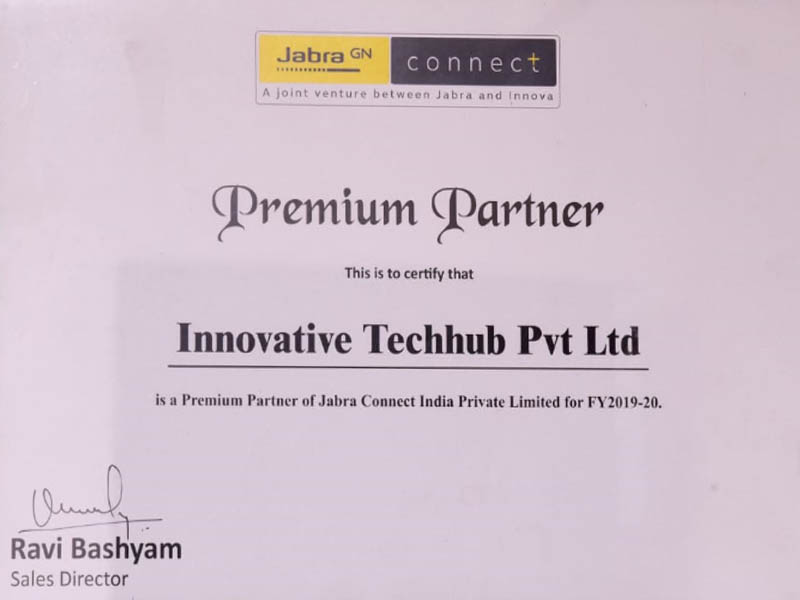 Jabra GN connect
A joint venture between Jabra and Innova
Premium Partner
This is to certify that
Innovative Techhub Pvt Ltd
is a Premium Partner of Jabra Connect India Private Limited for FY2019-20.
Ravi Bashyam
Sales Director